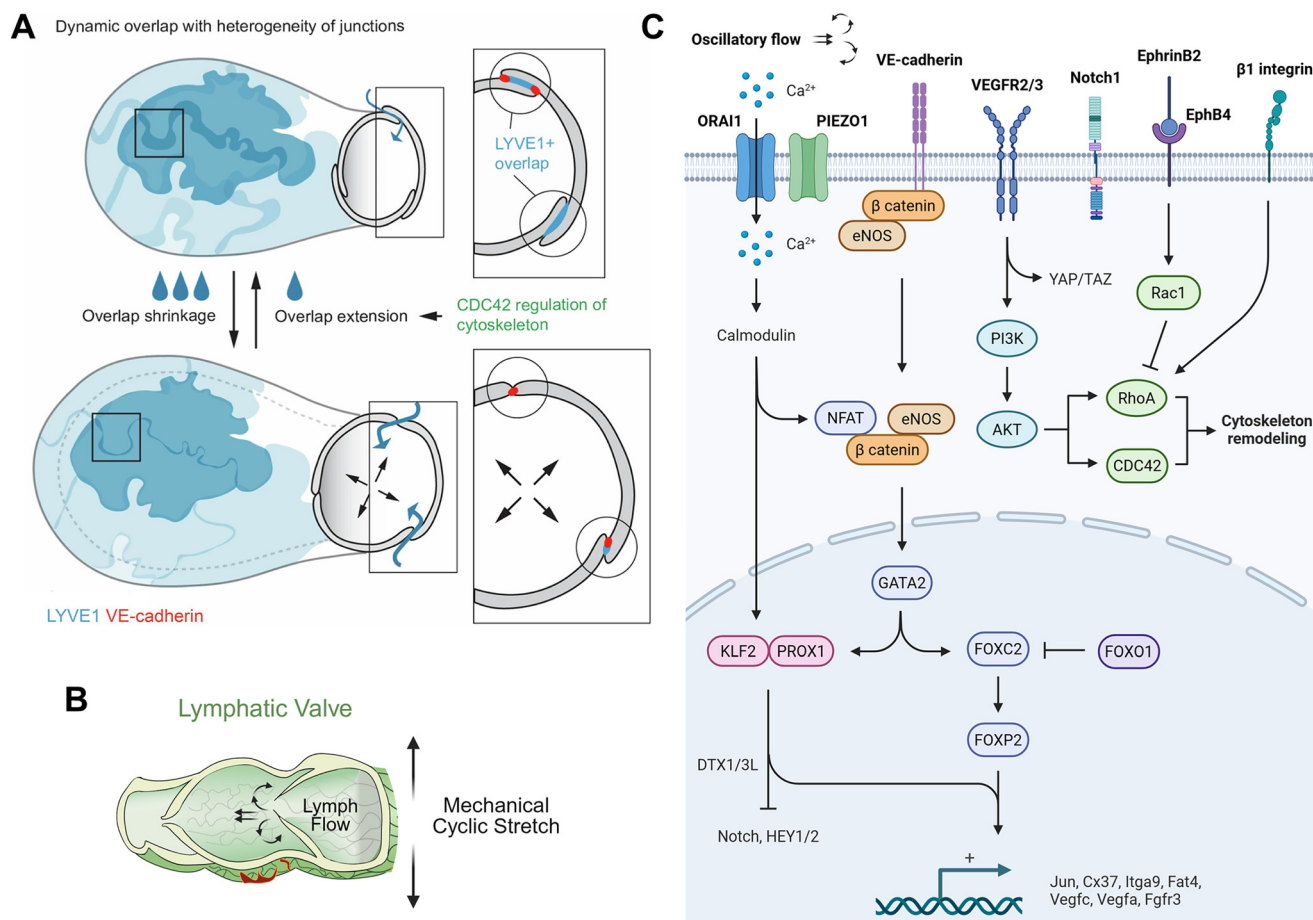 A
Dynamic overlap with heterogeneity of junctions
LYVE1+
overlap
Overlap shrinkage
Overlap extension
CDC42 regulation of
cytoskeleton
LYVE1 VE-cadherin
B
Lymphatic Valve
Lymph
Flow
Mechanical
Cyclic Stretch
C
Oscillatory flow
Ca²⁺
ORAI1
PIEZO1
VE-cadherin
VEGFR2/3
Notch1
EphrinB2
EphB4
β1 integrin
β catenin
eNOS
Ca²⁺
YAP/TAZ
Rac1
Calmodulin
PI3K
RhoA
NFAT
eNOS
β catenin
AKT
CDC42
Cytoskeleton
remodeling
GATA2
KLF2
PROX1
FOXC2
FOXO1
FOXP2
DTX1/3L
Notch, HEY1/2
+
Jun, Cx37, Itga9, Fat4,
Vegfc, Vegfa, Fgfr3